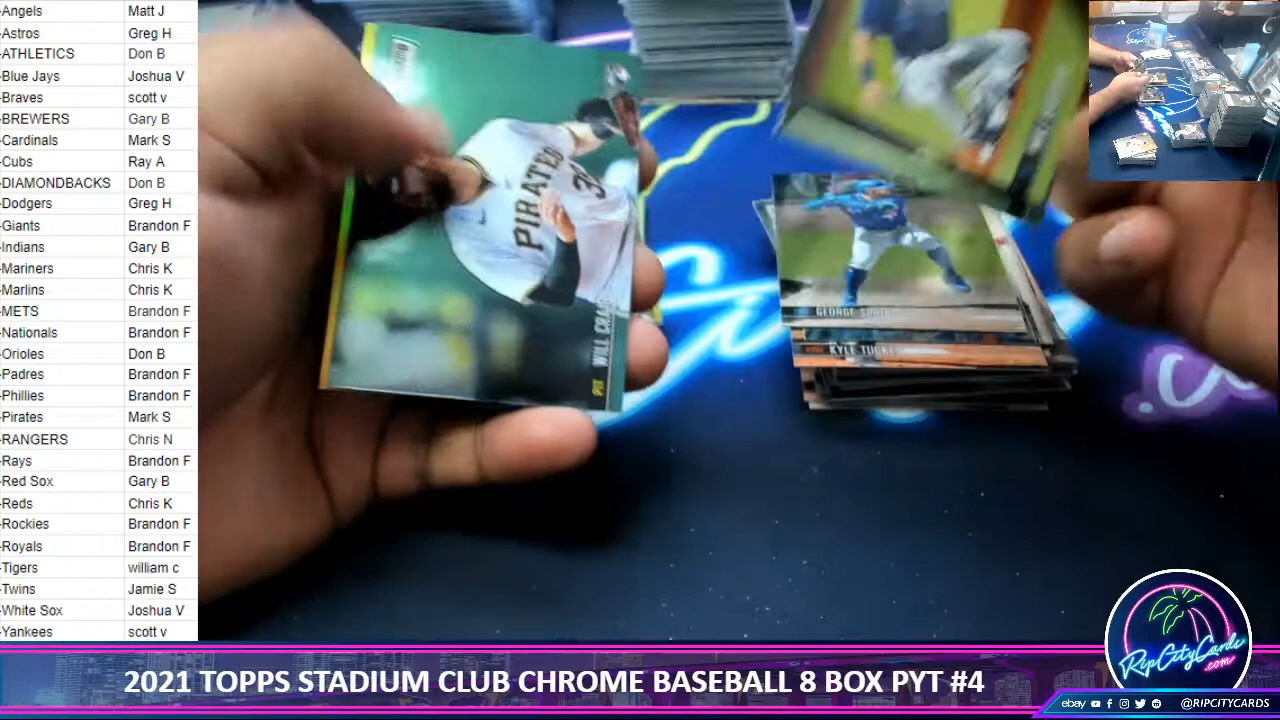 -Angels Matt J
-Astros Greg H
-ATHLETICS Don B
-Blue Jays Joshua V
-Braves scott v
-BREWERS Gary B
-Cardinals Mark S
-Cubs Ray A
-DIAMONDBACKS Don B
-Dodgers Greg H
-Giants Brandon F
-Indians Gary B
-Mariners Chris K
-Marlins Chris K
-METS Brandon F
-Nationals Brandon F
-Orioles Don B
-Padres Brandon F
-Phillies Brandon F
-Pirates Mark S
-RANGERS Chris N
-Rays Brandon F
-Red Sox Gary B
-Reds Chris K
-Rockies Brandon F
-Royals Brandon F
-Tigers william c
-Twins Jamie S
-White Sox Joshua V
-Yankees scott v
PIRATES
PIT WILL
GEORGE
KYLE
2021 TOPPS STADIUM CLUB CHROME BASEBALL 8 BOX PYT #4
RipCityCards
.com
ebay @RIPCITYCARDS